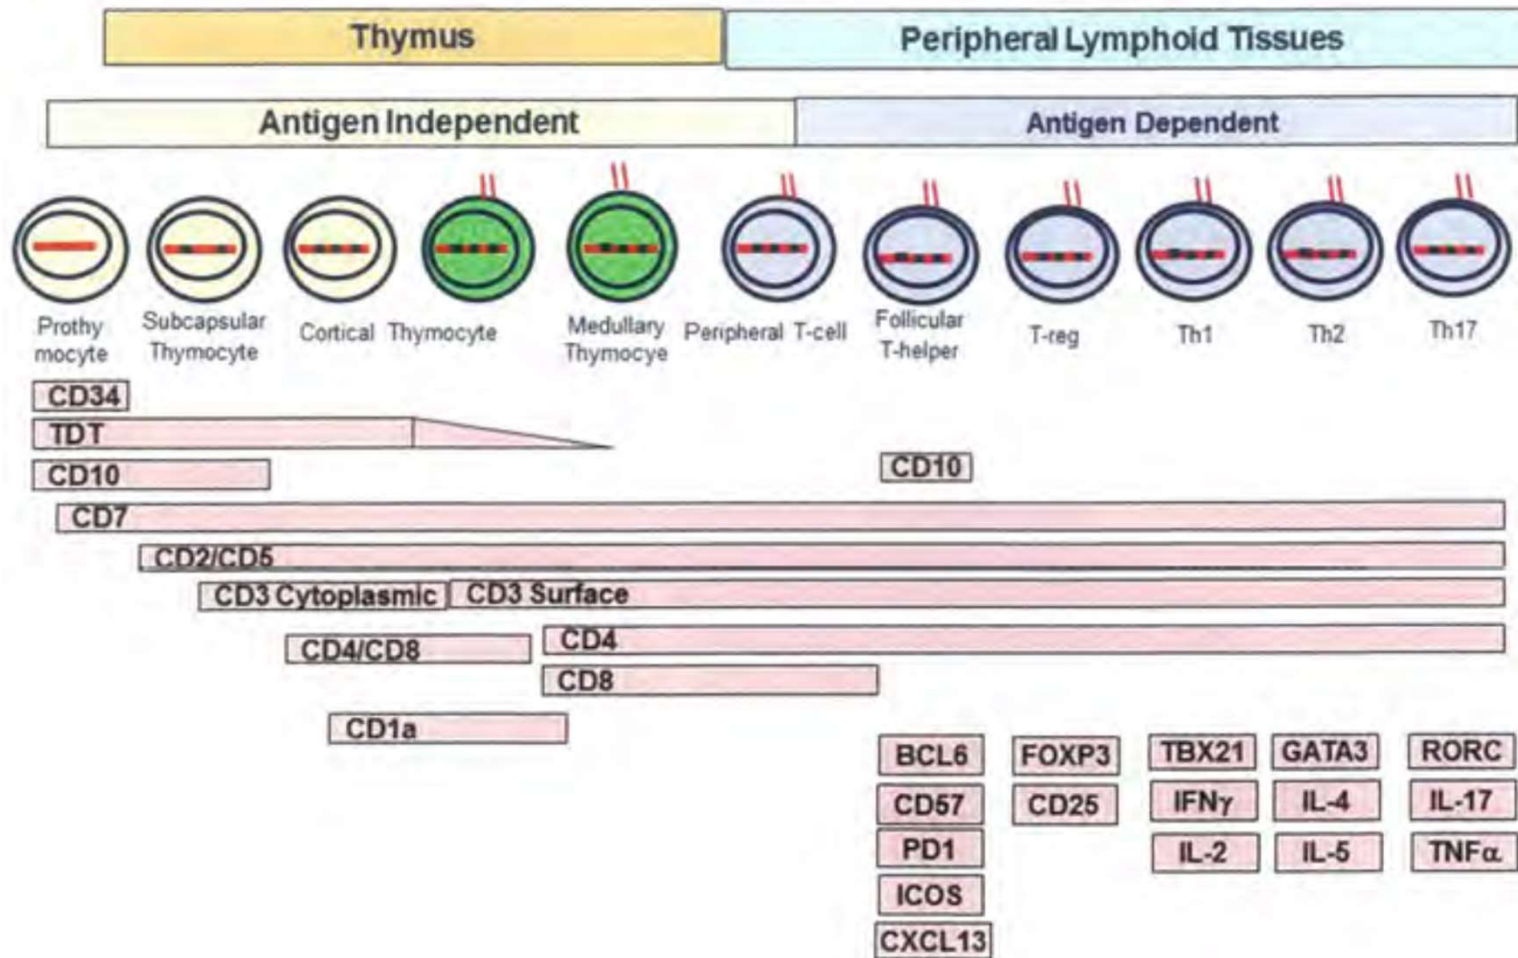 Thymus
Peripheral Lymphoid Tissues
Antigen Independent
Antigen Dependent
Prothy
mocyte
Subcapsular
Thymocyte
Cortical Thymocyte
Medullary
Thymocye
Peripheral T-cell
Follicular
T-helper
T-reg
Th1
Th2
Th17
CD34
TDT
CD10
CD10
CD7
CD2/CD5
CD3 Cytoplasmic
CD3 Surface
CD4/CD8
CD4
CD8
CD1a
BCL6
FOXP3
TBX21
GATA3
RORC
CD57
CD25
IFNγ
IL-4
IL-17
PD1
IL-2
IL-5
TNFα
ICOS
CXCL13